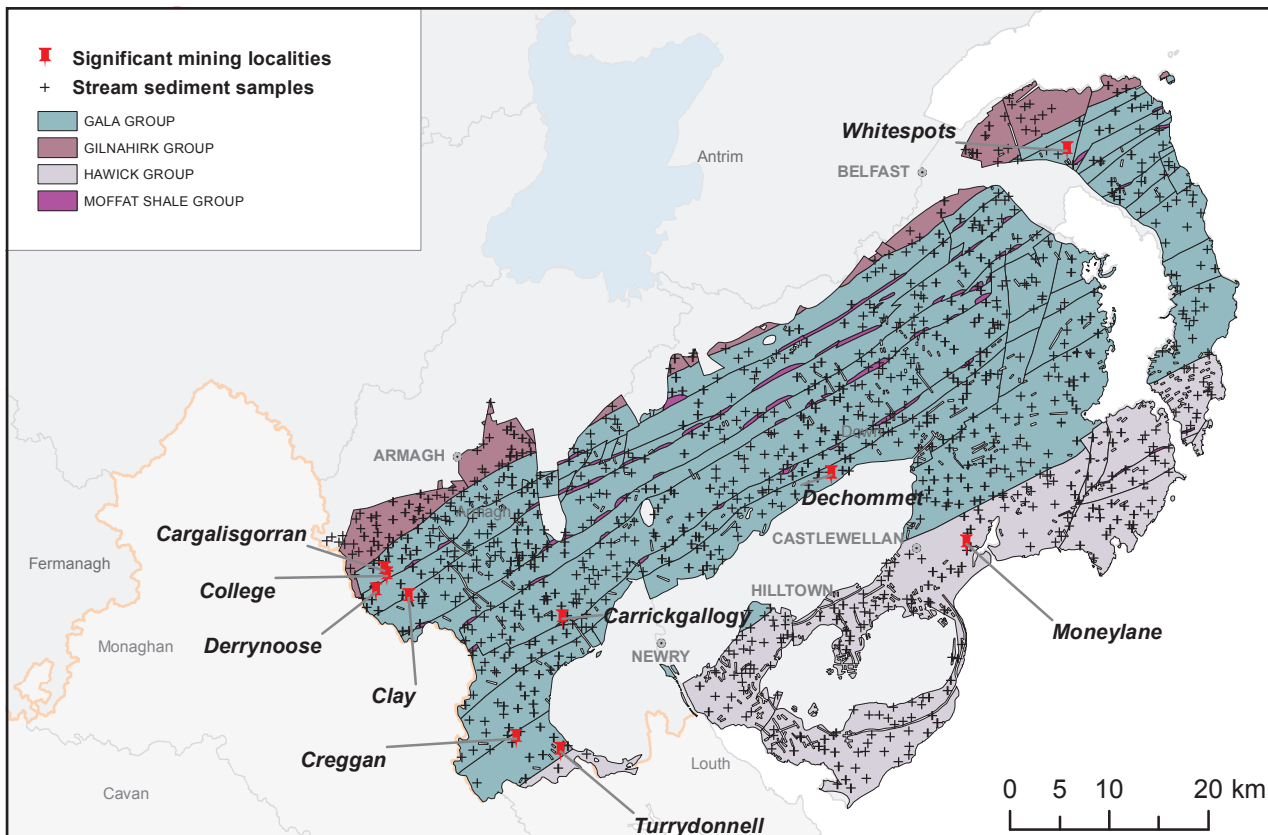 Significant mining localities
Stream sediment samples
GALA GROUP
GILNAHIRK GROUP
HAWICK GROUP
MOFFAT SHALE GROUP
Whitespots
Antrim
BELFAST
ARMAGH
Down
Dechommet
Armagh
Cargalisgorran
CASTLEWELLAN
Fermanagh
College
HILLTOWN
Carrickgallogy
Derrynoose
Moneylane
Monaghan
NEWRY
Clay
Creggan
Louth
Cavan
0 5 10 20 km
Turrydonnell